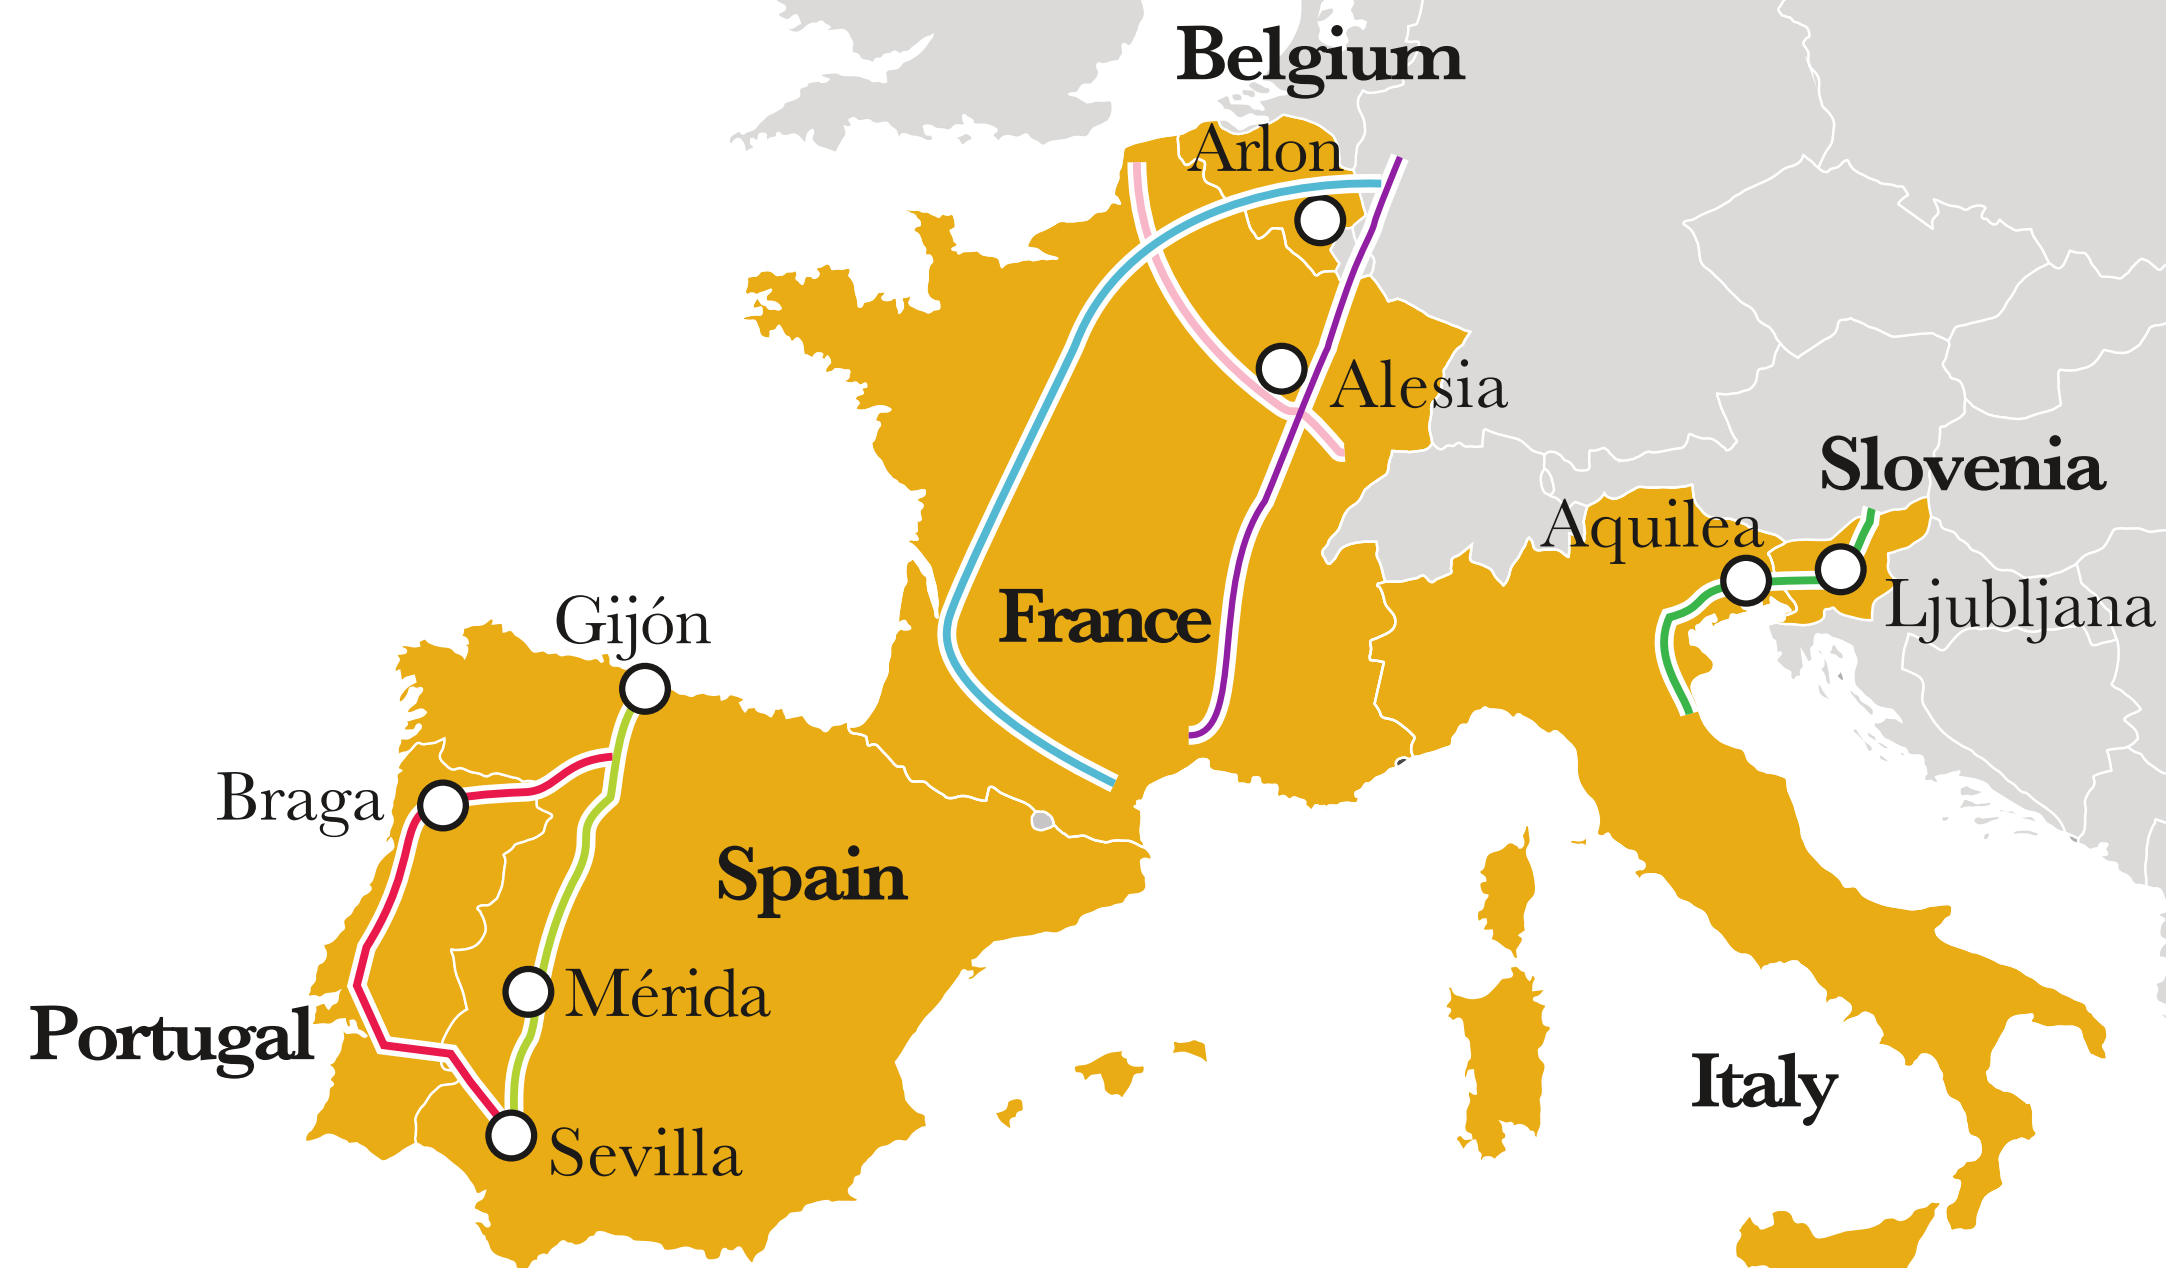 Belgium
Arlon
Alesia
Slovenia
Aquilea
Ljubljana
France
Gijón
Braga
Spain
Mérida
Portugal
Italy
Sevilla